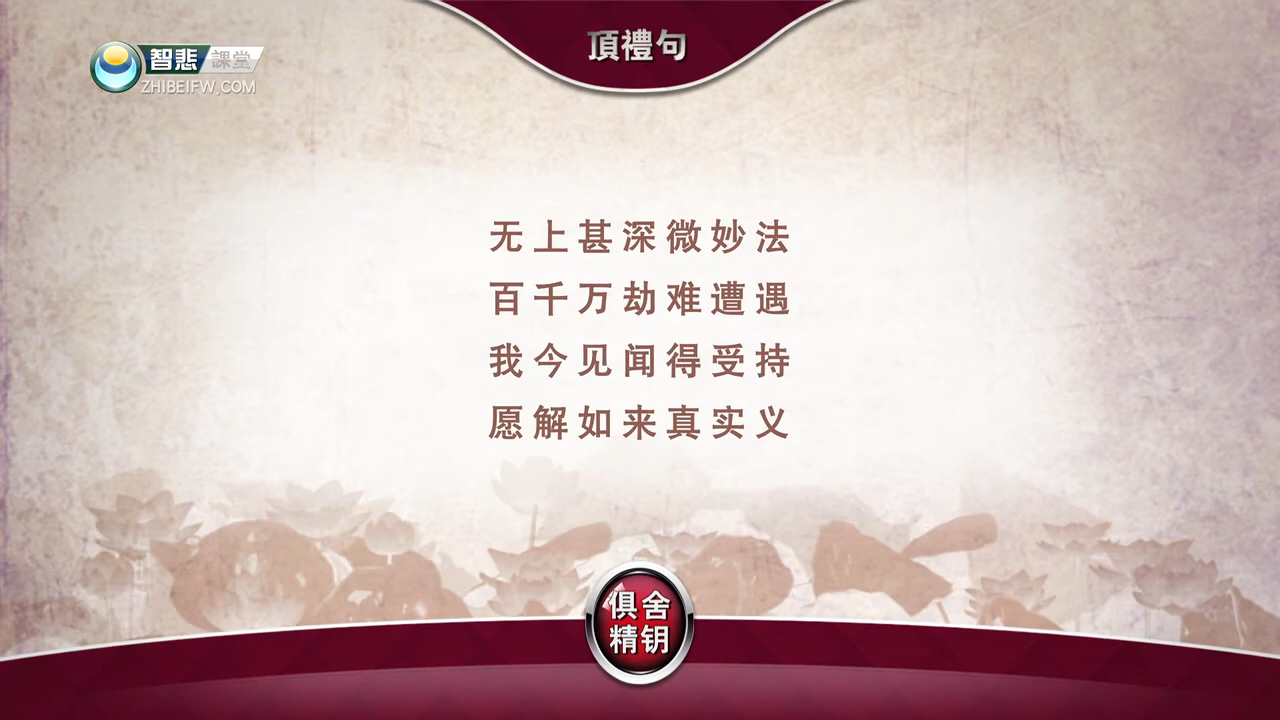 頂禮句
智悲課堂
ZHIBEIFW.COM
无上甚深微妙法
百千万劫难遭遇
我今见闻得受持
愿解如来真实义
俱舍
精钥